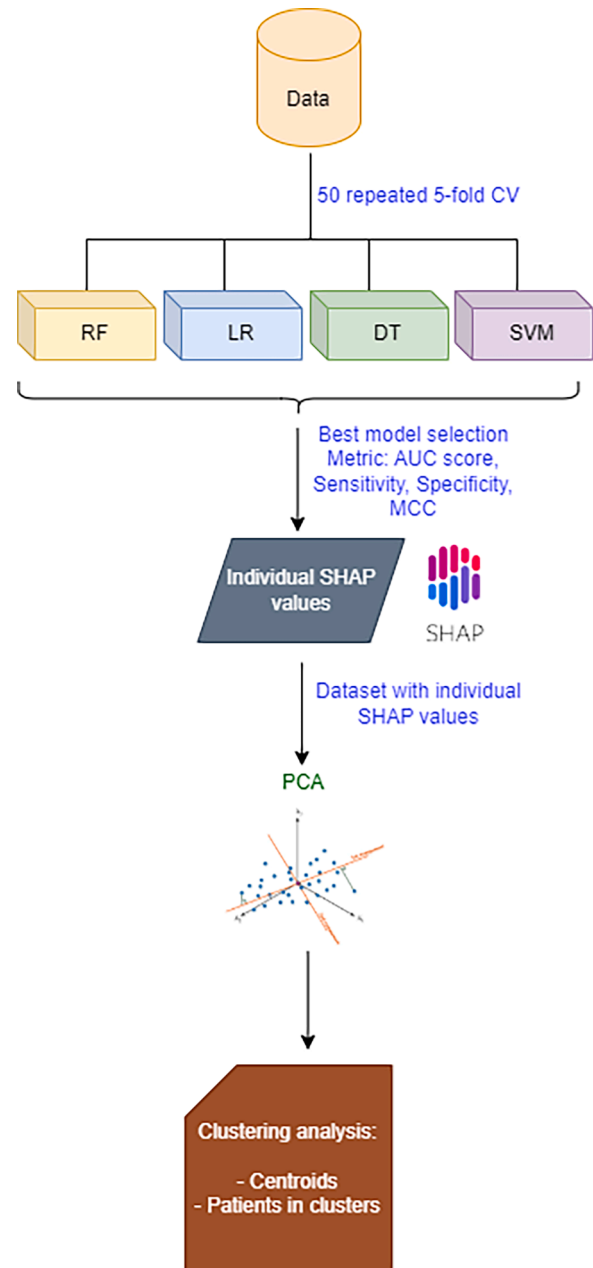 Data
50 repeated 5-fold CV
RF
LR
DT
SVM
Best model selection
Metric: AUC score,
Sensitivity, Specificity,
MCC
Individual SHAP
values
SHAP
Dataset with individual
SHAP values
PCA
Clustering analysis:
- Centroids
- Patients in clusters